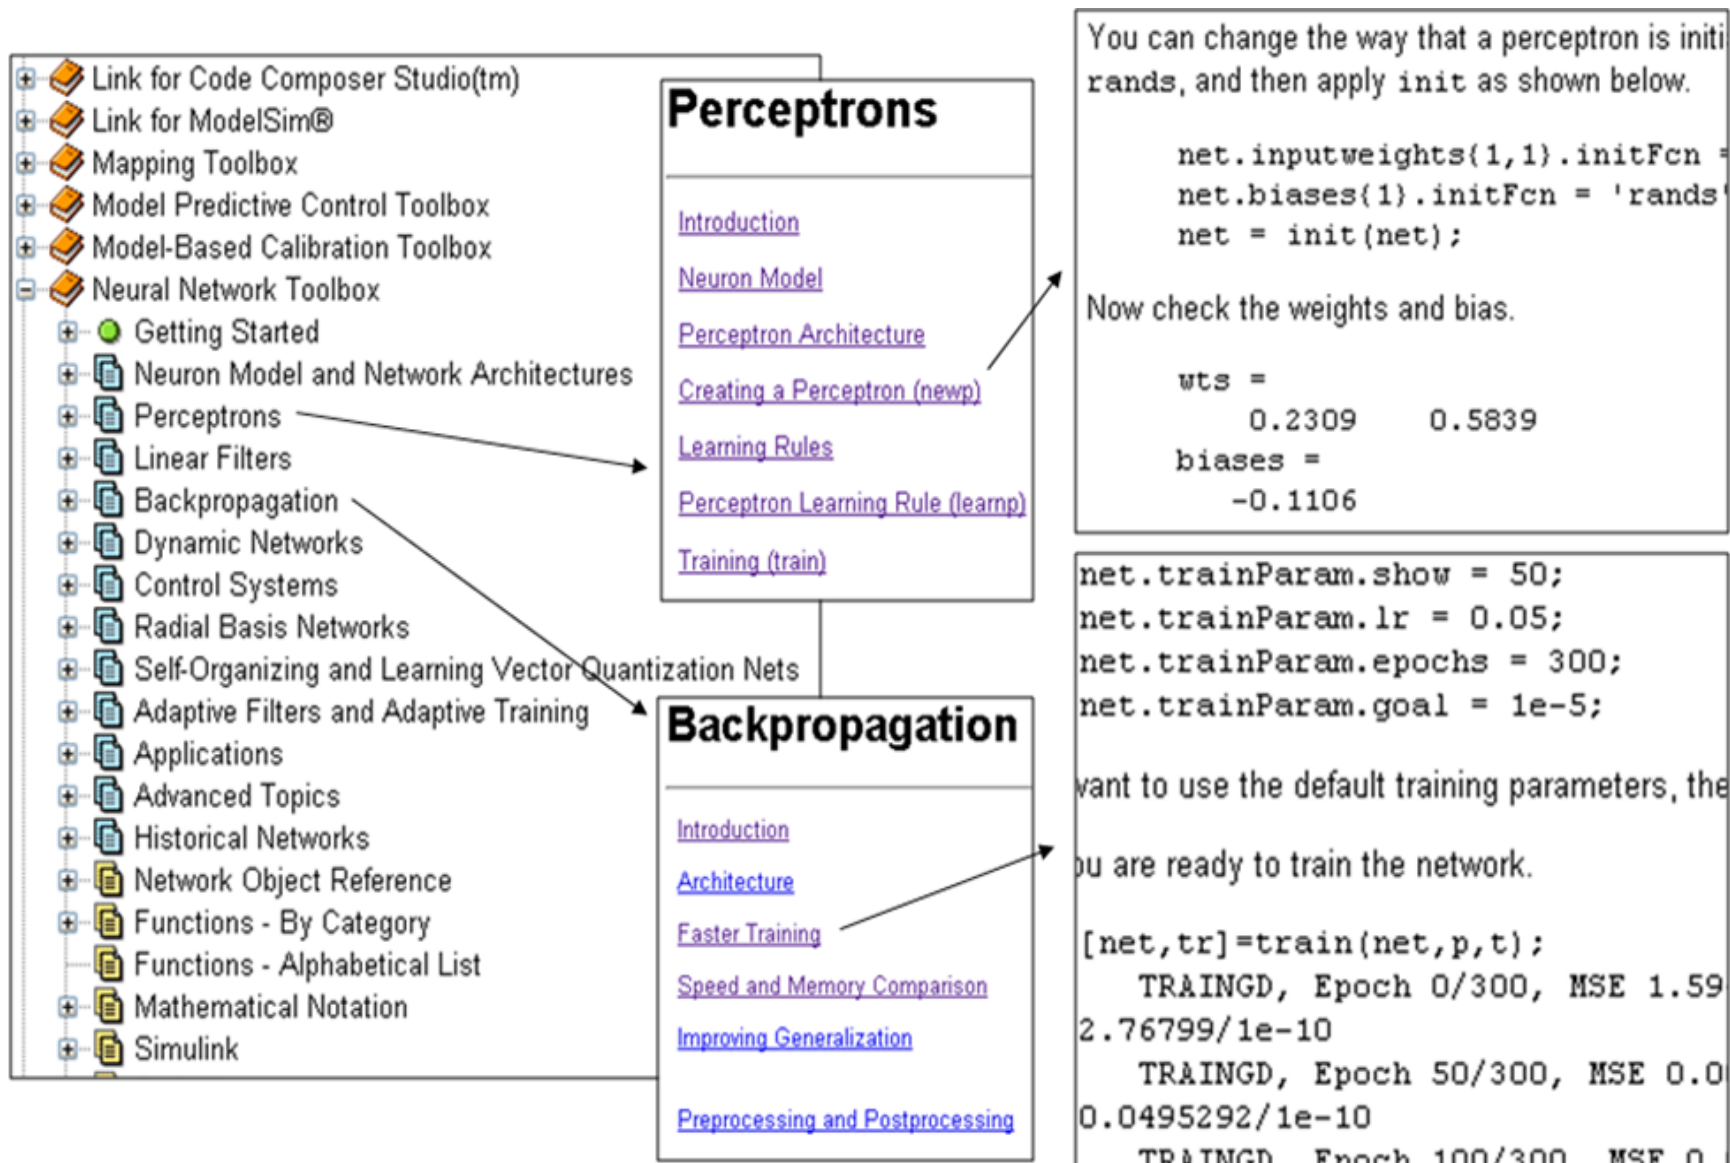 Link for Code Composer Studio(tm)
Link for ModelSim®
Mapping Toolbox
Model Predictive Control Toolbox
Model-Based Calibration Toolbox
Neural Network Toolbox
Getting Started
Neuron Model and Network Architectures
Perceptrons
Linear Filters
Backpropagation
Dynamic Networks
Control Systems
Radial Basis Networks
Self-Organizing and Learning Vector Quantization Nets
Adaptive Filters and Adaptive Training
Applications
Advanced Topics
Historical Networks
Network Object Reference
Functions - By Category
Functions - Alphabetical List
Mathematical Notation
Simulink
Perceptrons
Introduction
Neuron Model
Perceptron Architecture
Creating a Perceptron (newp)
Learning Rules
Perceptron Learning Rule (learnp)
Training (train)
Backpropagation
Introduction
Architecture
Faster Training
Speed and Memory Comparison
Improving Generalization
Preprocessing and Postprocessing
You can change the way that a perceptron is initi
rands, and then apply init as shown below.
net.inputweights{1,1}.initFcn =
net.biases{1}.initFcn = 'rands'
net = init(net);
Now check the weights and bias.
wts =
0.2309 0.5839
biases =
-0.1106
net.trainParam.show = 50;
net.trainParam.lr = 0.05;
net.trainParam.epochs = 300;
net.trainParam.goal = 1e-5;
vant to use the default training parameters, the
ou are ready to train the network.
[net,tr]=train(net,p,t);
TRAINGD, Epoch 0/300, MSE 1.59
2.76799/1e-10
TRAINGD, Epoch 50/300, MSE 0.0
0.0495292/1e-10
TRAINGD, Epoch 100/300, MSE 0.